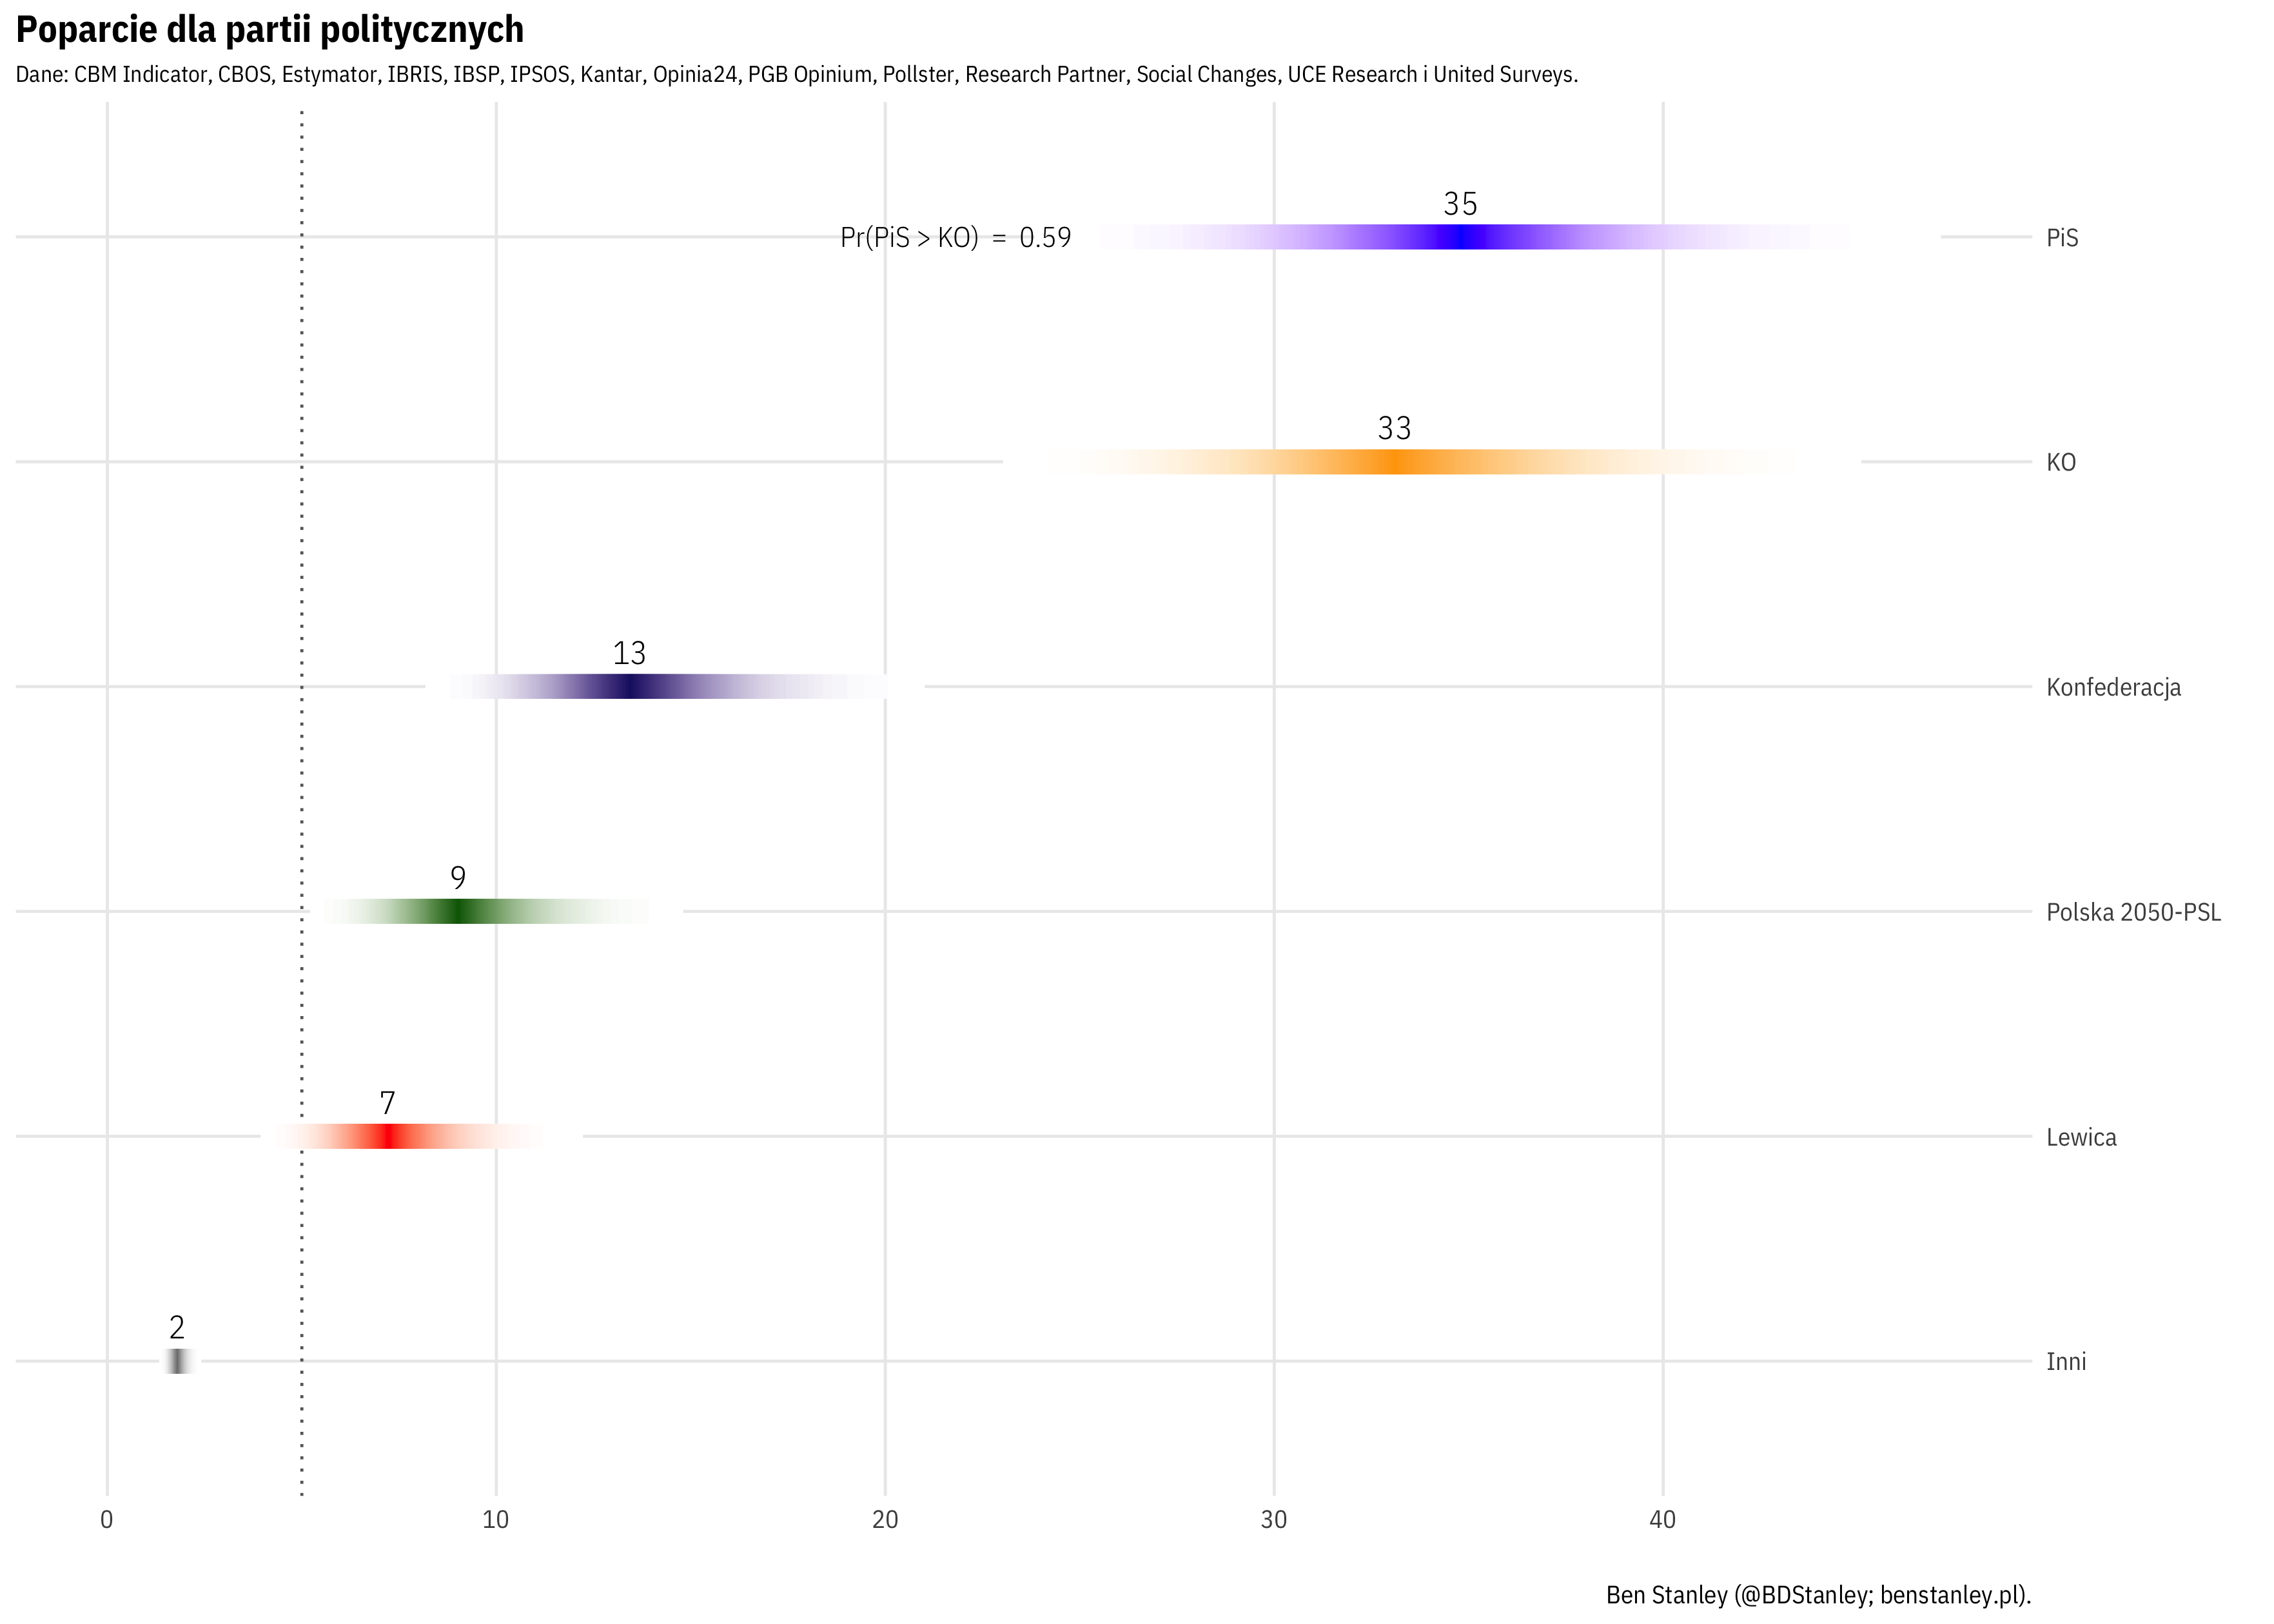 Poparcie dla partii politycznych
Dane: CBM Indicator, CBOS, Estymator, IBRIS, IBSP, IPSOS, Kantar, Opinia24, PGB Opinium, Pollster, Research Partner, Social Changes, UCE Research i United Surveys.
35
Pr(PiS > KO) = 0.59
PiS
33
KO
13
Konfederacja
9
Polska 2050-PSL
7
Lewica
2
Inni
0 10 20 30 40
Ben Stanley (@BDStanley; benstanley.pl).